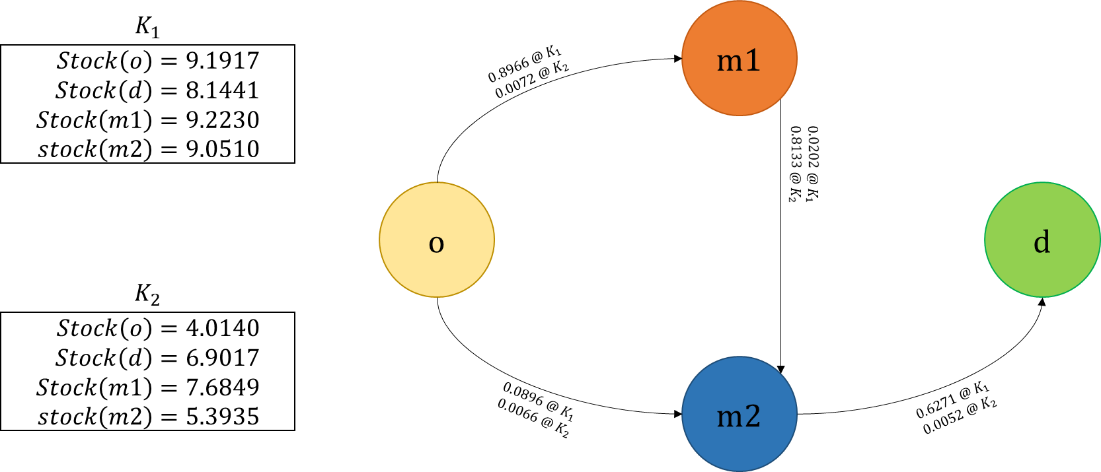 K₁
Stock(o) = 9.1917
Stock(d) = 8.1441
Stock(m1) = 9.2230
stock(m2) = 9.0510
K₂
Stock(o) = 4.0140
Stock(d) = 6.9017
Stock(m1) = 7.6849
stock(m2) = 5.3935
0.8966 @ K₁
0.0072 @ K₂
m1
0.0202 @ K₁
0.8133 @ K₂
o
d
0.0896 @ K₁
0.0066 @ K₂
m2
0.6271 @ K₁
0.0052 @ K₂